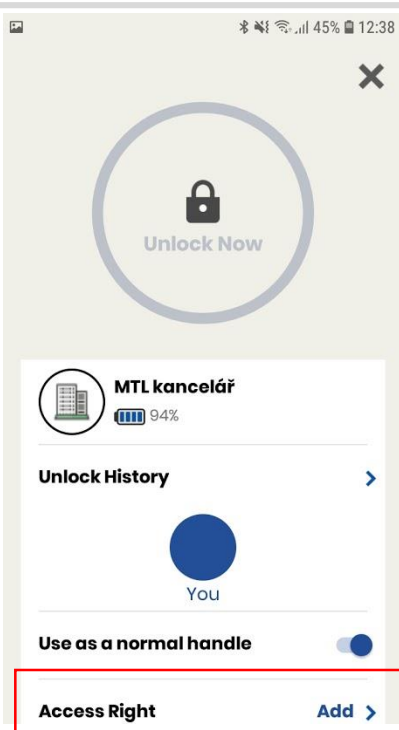 45% 12:38
Unlock Now
MTL kancelář
94%
Unlock History
You
Use as a normal handle
Access Right Add